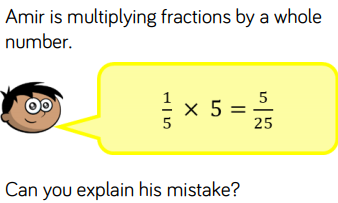 Amir is multiplying fractions by a whole
number.
1/5 × 5 = 5/25
Can you explain his mistake?